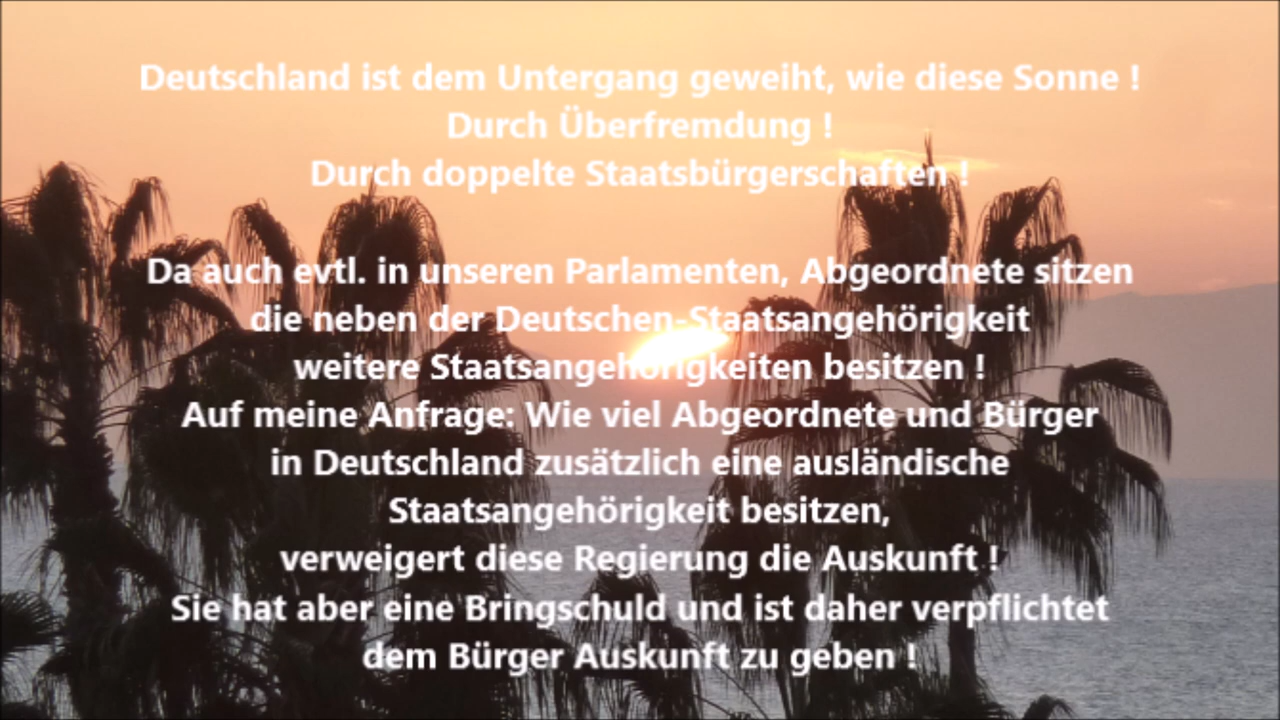 Deutschland ist dem Untergang geweiht, wie diese Sonne !
Durch Überfremdung !
Durch doppelte Staatsbürgerschaften !
Da auch evtl. in unseren Parlamenten, Abgeordnete sitzen
die neben der Deutschen-Staatsangehörigkeit
weitere Staatsangehörigkeiten besitzen !
Auf meine Anfrage: Wie viel Abgeordnete und Bürger
in Deutschland zusätzlich eine ausländische
Staatsangehörigkeit besitzen,
verweigert diese Regierung die Auskunft !
Sie hat aber eine Bringschuld und ist daher verpflichtet
dem Bürger Auskunft zu geben !